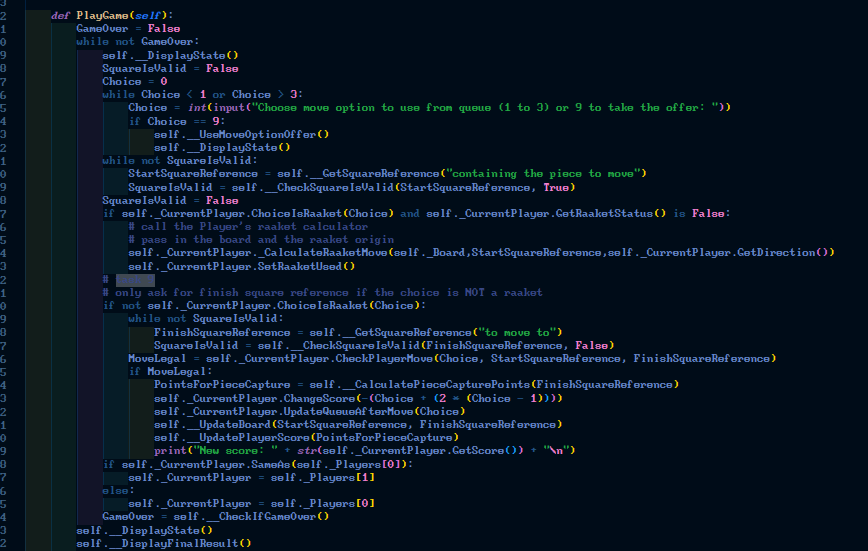 3
2 def PlayGame(self):
1 GameOver = False
0 while not GameOver:
9 self.__DisplayState()
8 SquareIsValid = False
7 Choice = 0
6 while Choice < 1 or Choice > 3:
5 Choice = int(input("Choose move option to use from queue (1 to 3) or 9 to take the offer: "))
4 if Choice == 9:
3 self.__UseMoveOptionOffer()
2 self.__DisplayState()
1 while not SquareIsValid:
0 StartSquareReference = self.__GetSquareReference("containing the piece to move")
9 SquareIsValid = self.__CheckSquareIsValid(StartSquareReference, True)
8 SquareIsValid = False
7 if self._CurrentPlayer.ChoiceIsRaaket(Choice) and self._CurrentPlayer.GetRaaketStatus() is False:
6 # call the Player's raaket calculator
5 # pass in the board and the raaket origin
4 self._CurrentPlayer._CalculateRaaketMove(self._Board,StartSquareReference,self._CurrentPlayer.GetDirection())
3 self._CurrentPlayer.SetRaaketUsed()
2 #
1 # only ask for finish square reference if the choice is NOT a raaket
0 if not self._CurrentPlayer.ChoiceIsRaaket(Choice):
9 while not SquareIsValid:
8 FinishSquareReference = self.__GetSquareReference("to move to")
7 SquareIsValid = self.__CheckSquareIsValid(FinishSquareReference, False)
6 MoveLegal = self._CurrentPlayer.CheckPlayerMove(Choice, StartSquareReference, FinishSquareReference)
5 if MoveLegal:
4 PointsForPieceCapture = self.__CalculatePieceCapturePoints(FinishSquareReference)
3 self._CurrentPlayer.ChangeScore(-(Choice + (2 * (Choice - 1))))
2 self._CurrentPlayer.UpdateQueueAfterMove(Choice)
1 self.__UpdateBoard(StartSquareReference, FinishSquareReference)
0 self.__UpdatePlayerScore(PointsForPieceCapture)
9 print("New score: " + str(self._CurrentPlayer.GetScore()) + "\n")
8 if self._CurrentPlayer.SameAs(self._Players[0]):
7 self._CurrentPlayer = self._Players[1]
6 else:
5 self._CurrentPlayer = self._Players[0]
4 GameOver = self.__CheckIfGameOver()
3 self.__DisplayState()
2 self.__DisplayFinalResult()